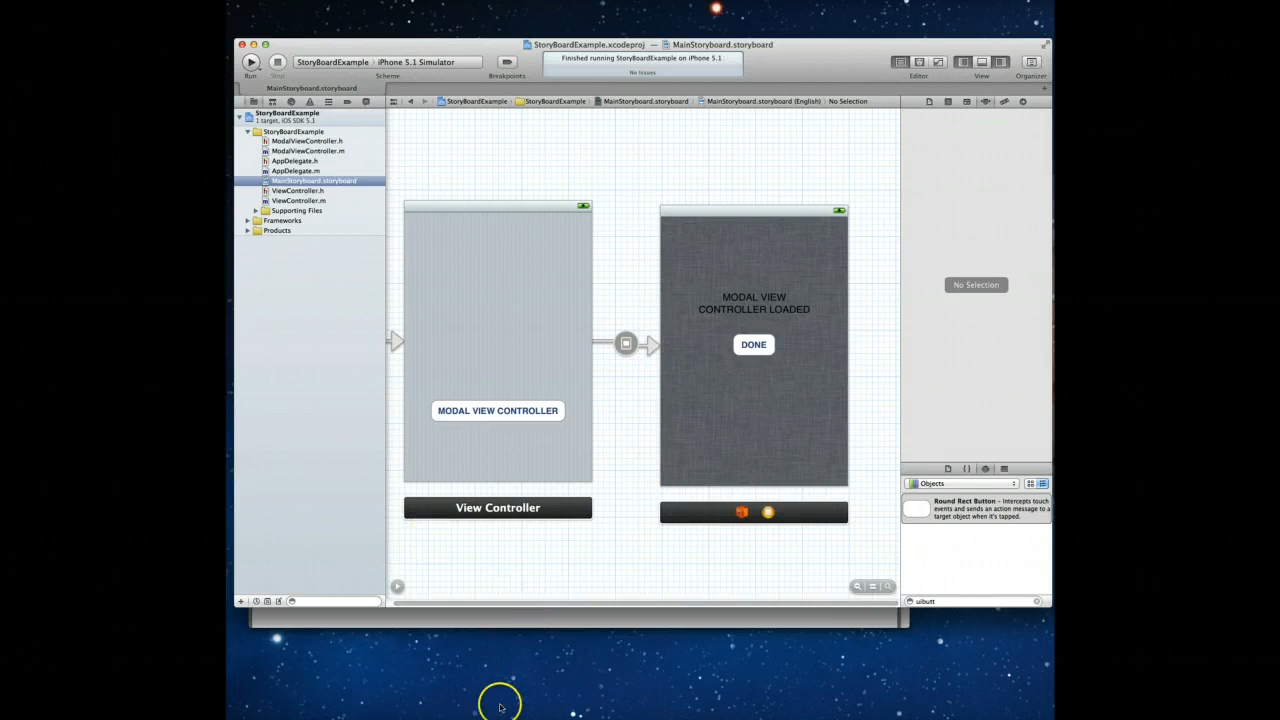 StoryBoardExample.xcodeproj — MainStoryboard.storyboard
StoryBoardExample iPhone 5.1 Simulator
Finished running StoryBoardExample on iPhone 5.1
No Issues
Run Stop Scheme Breakpoints Editor View Organizer
MainStoryboard.storyboard
StoryBoardExample StoryBoardExample MainStoryboard.storyboard MainStoryboard.storyboard (English) No Selection
StoryBoardExample
1 target, iOS SDK 5.1
StoryBoardExample
ModalViewController.h
ModalViewController.m
AppDelegate.h
AppDelegate.m
MainStoryboard.storyboard
ViewController.h
ViewController.m
Supporting Files
Frameworks
Products
MODAL VIEW CONTROLLER
View Controller
MODAL VIEW
CONTROLLER LOADED
DONE
No Selection
Objects
Round Rect Button – Intercepts touch
events and sends an action message to a
target object when it's tapped.
uibutt